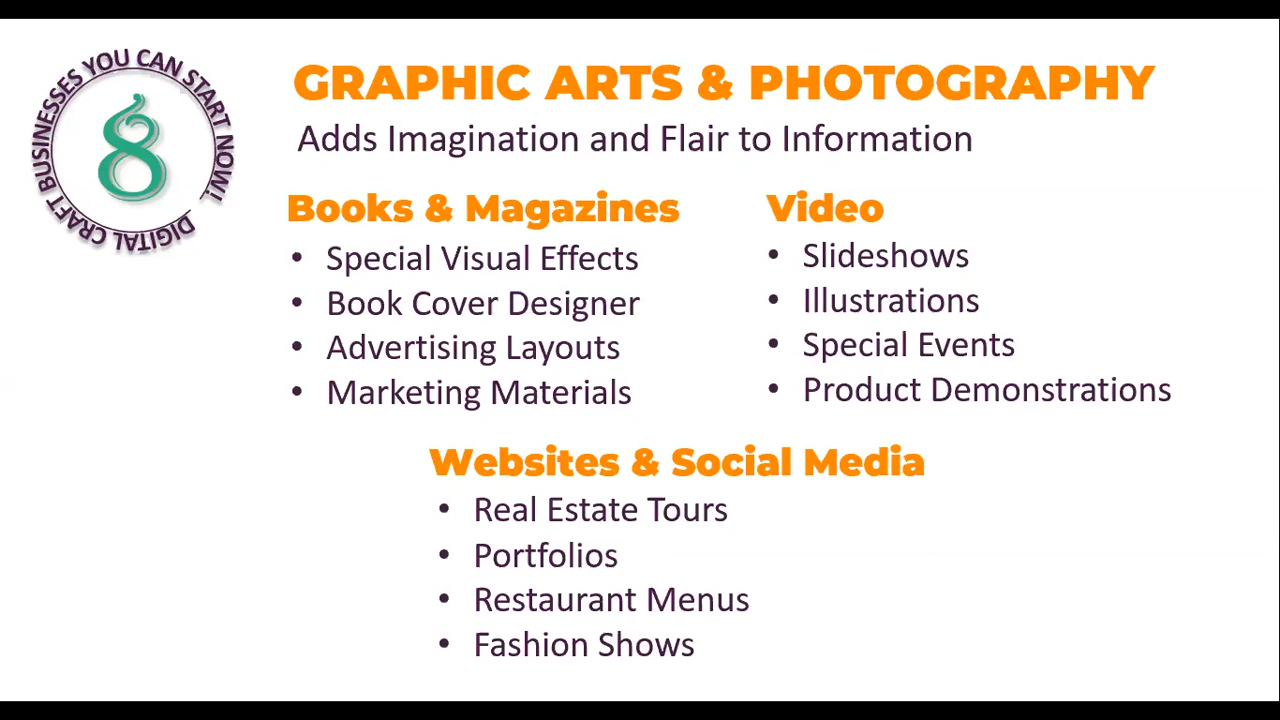 8 DIGITAL CRAFT BUSINESSES YOU CAN START NOW!
GRAPHIC ARTS & PHOTOGRAPHY
Adds Imagination and Flair to Information
Books & Magazines
• Special Visual Effects
• Book Cover Designer
• Advertising Layouts
• Marketing Materials
Video
• Slideshows
• Illustrations
• Special Events
• Product Demonstrations
Websites & Social Media
• Real Estate Tours
• Portfolios
• Restaurant Menus
• Fashion Shows